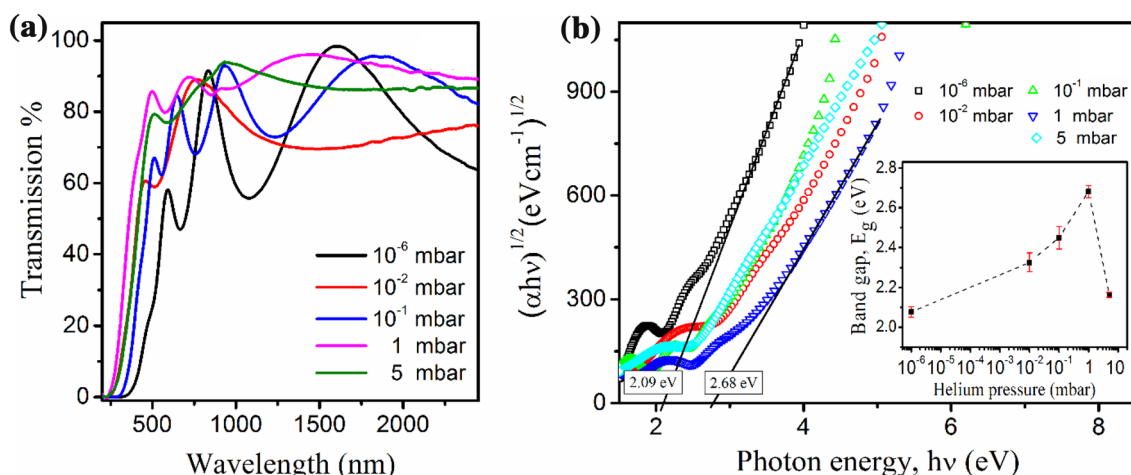 (a)
Transmission %
100
80
60
40
20
0
500 1000 1500 2000
Wavelength (nm)
10⁻⁶ mbar
10⁻² mbar
10⁻¹ mbar
1 mbar
5 mbar
(b)
(αhν)¹/²(eVcm⁻¹)¹/²
900
600
300
0
2 4 6 8
Photon energy, hν (eV)
10⁻⁶ mbar
10⁻² mbar
10⁻¹ mbar
1 mbar
5 mbar
2.09 eV
2.68 eV
Band gap, Eg (eV)
2.8
2.6
2.4
2.2
2.0
10⁻⁶ 10⁻⁵ 10⁻⁴ 10⁻³ 10⁻² 10⁻¹ 10⁰ 10¹
Helium pressure (mbar)